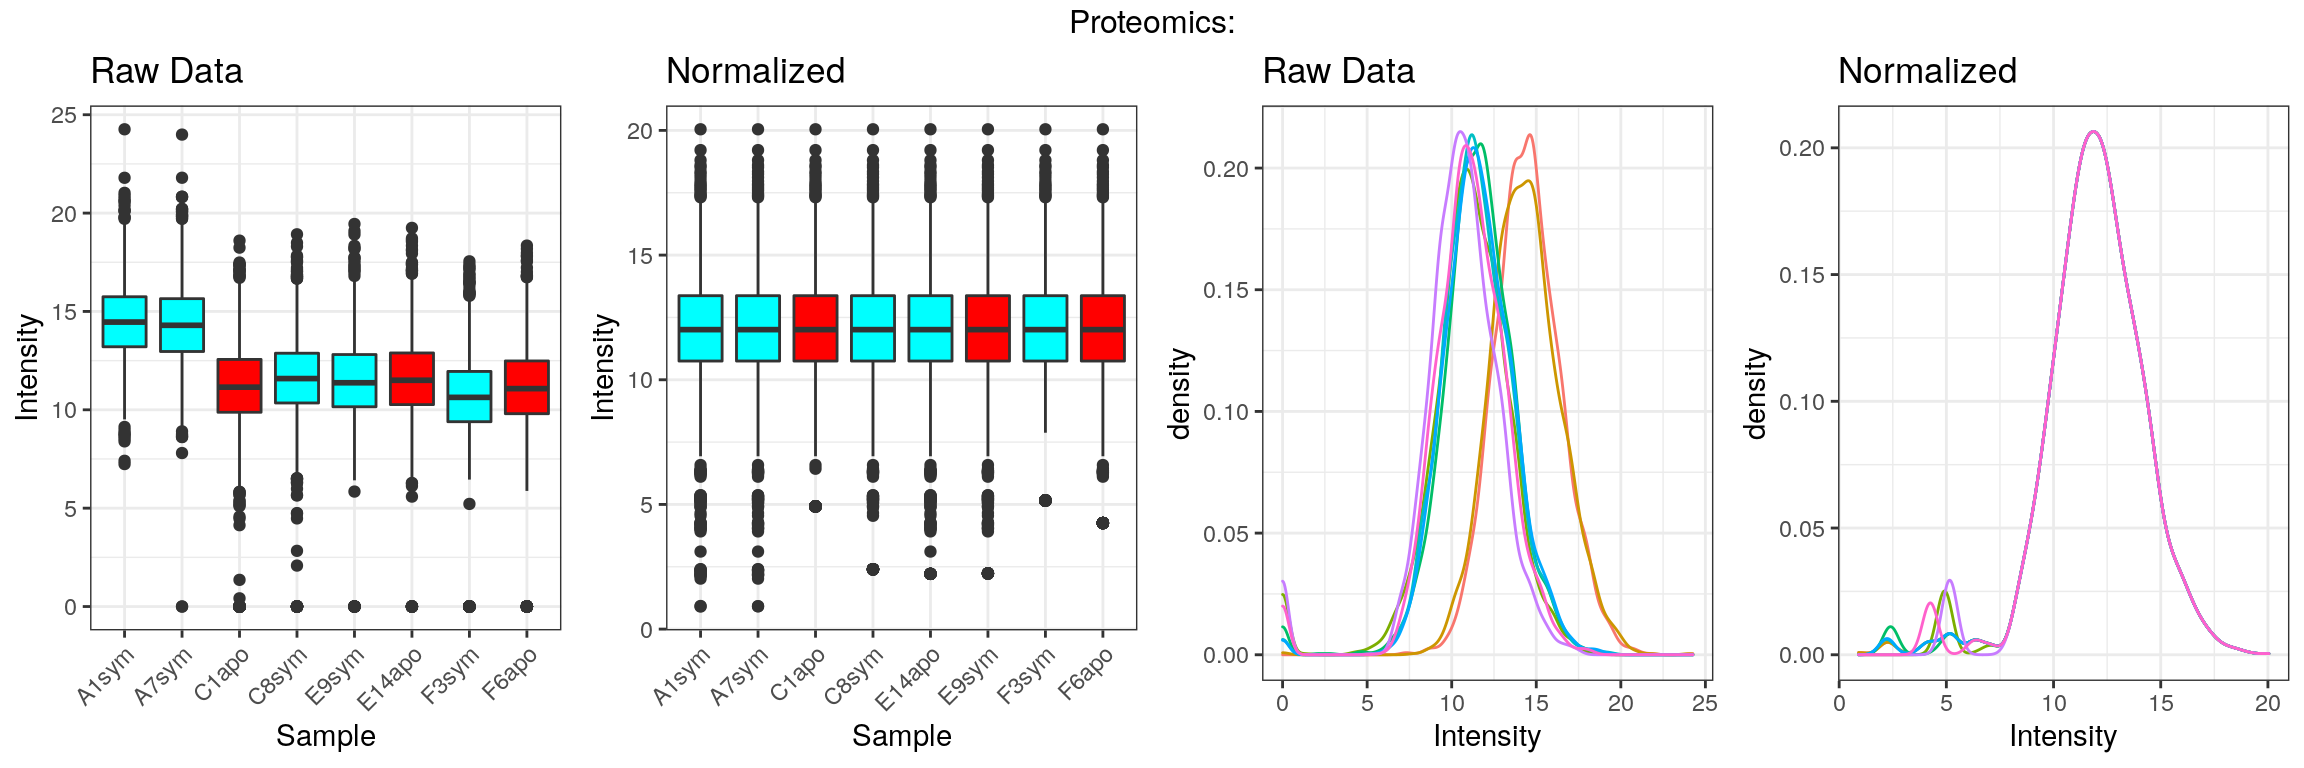 Proteomics:
Raw Data
Normalized
Raw Data
Normalized
Intensity
25
20
15
10
5
0
A1sym
A7sym
C1apo
C8sym
E9sym
E14apo
F3sym
F6apo
Sample
Intensity
20
15
10
5
0
A1sym
A7sym
C1apo
C8sym
E14apo
E9sym
F3sym
F6apo
Sample
density
0.20
0.15
0.10
0.05
0.00
0
5
10
15
20
25
Intensity
density
0.20
0.15
0.10
0.05
0.00
0
5
10
15
20
Intensity